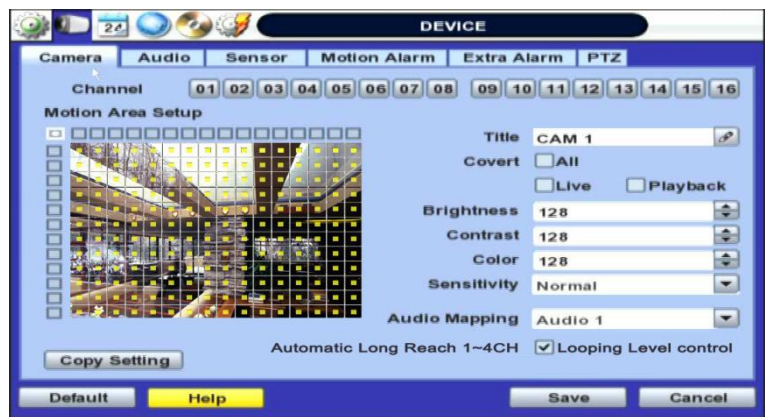 24 DEVICE
Camera Audio Sensor Motion Alarm Extra Alarm PTZ
Channel 01 02 03 04 05 06 07 08 09 10 11 12 13 14 15 16
Motion Area Setup
Title CAM 1
Covert All
Live Playback
Brightness 128
Contrast 128
Color 128
Sensitivity Normal
Audio Mapping Audio 1
Automatic Long Reach 1~4CH Looping Level control
Copy Setting
Default Help Save Cancel